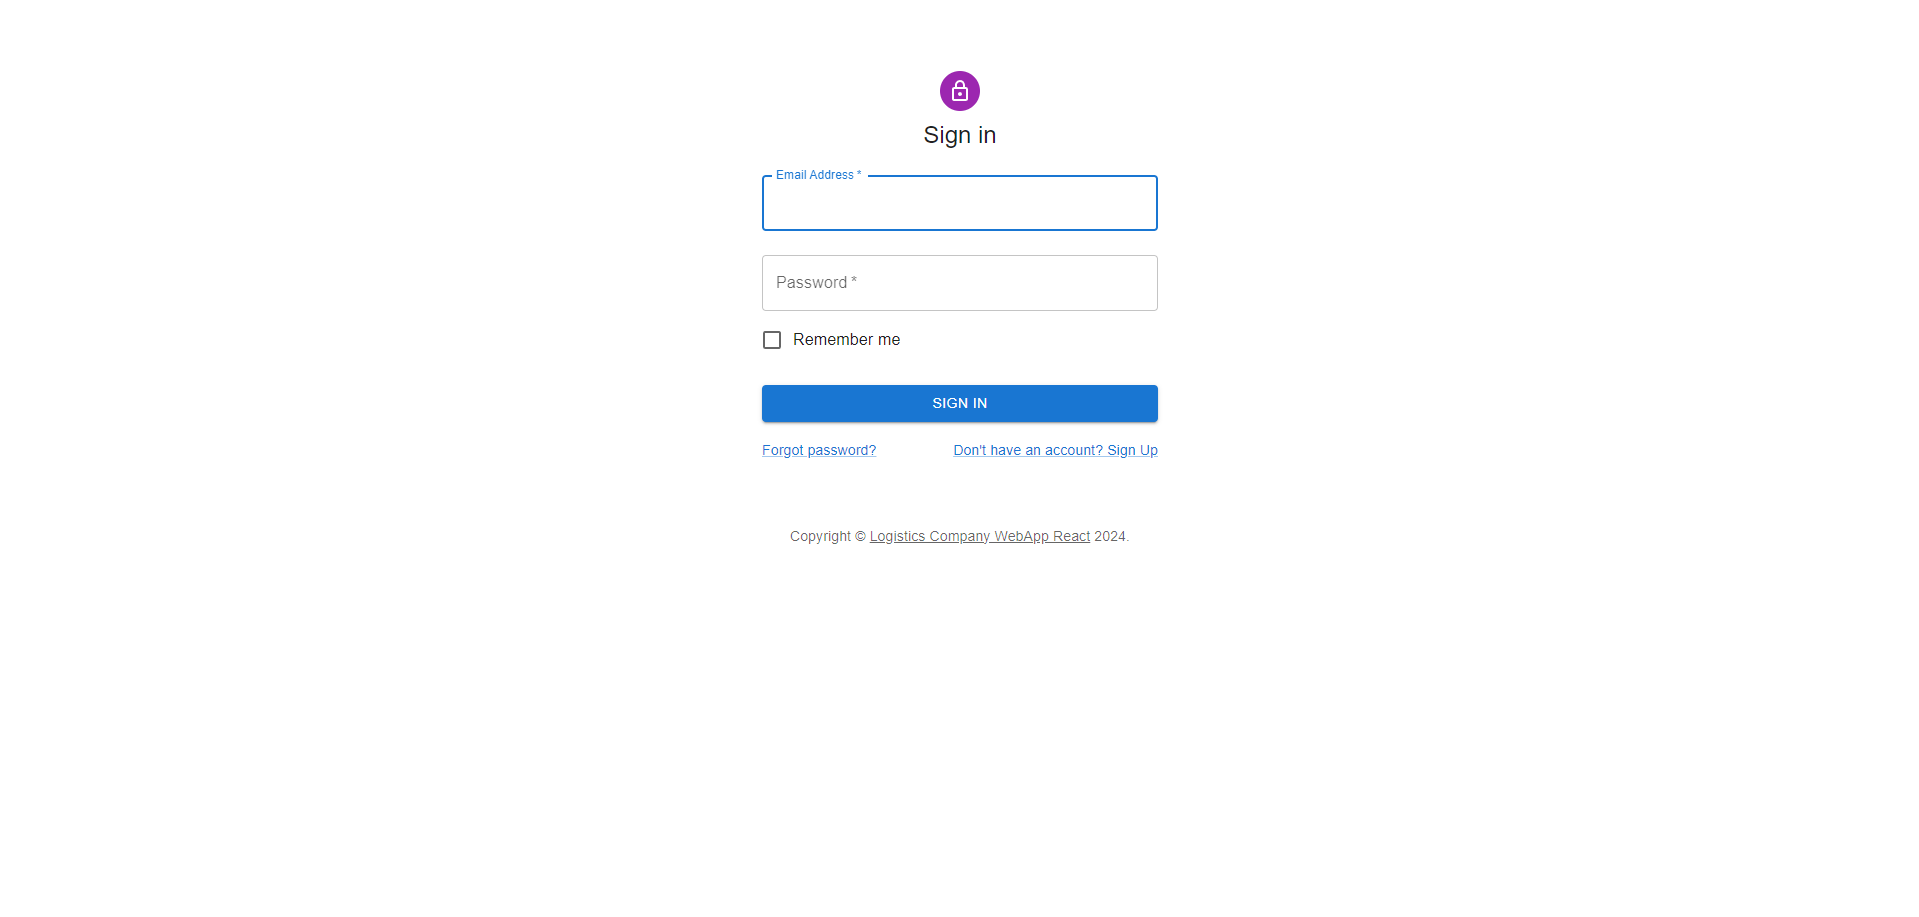 Sign in
Email Address *
Password *
Remember me
SIGN IN
Forgot password? Don't have an account? Sign Up
Copyright © Logistics Company WebApp React 2024.